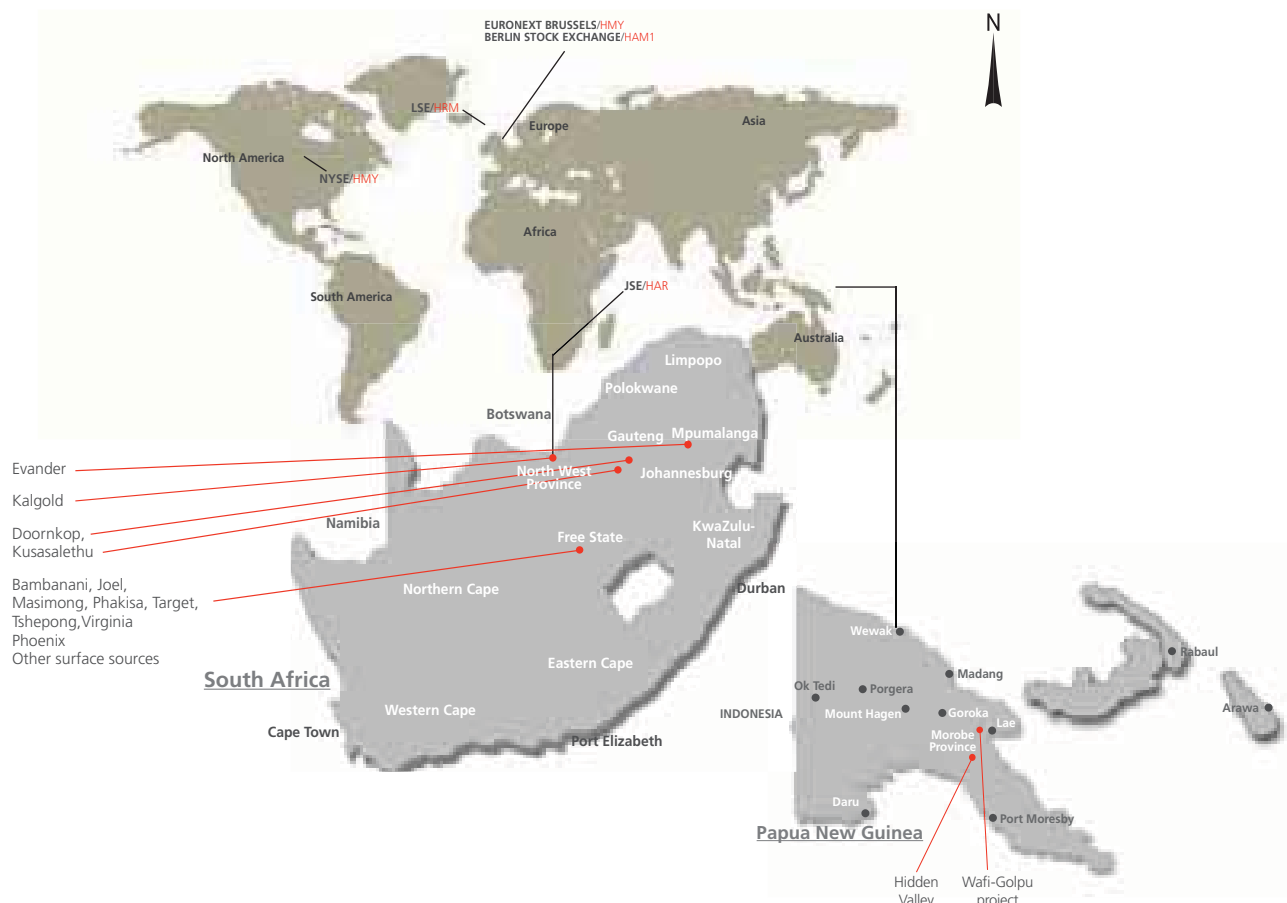 EURONEXT BRUSSELS/HMY
BERLIN STOCK EXCHANGE/HAM1
N
LSE/HRM
Europe
Asia
North America
NYSE/HMY
Africa
South America
JSE/HAR
Australia
Limpopo
Polokwane
Botswana
Gauteng
Mpumalanga
Evander
North West
Province
Johannesburg
Kalgold
Namibia
KwaZulu-
Natal
Doornkop,
Kusasalethu
Free State
Bambanani, Joel,
Masimong, Phakisa, Target,
Tshepong,Virginia
Phoenix
Other surface sources
Northern Cape
Durban
Eastern Cape
South Africa
Western Cape
Cape Town
Port Elizabeth
Wewak
Madang
Rabaul
Ok Tedi
Porgera
INDONESIA
Mount Hagen
Goroka
Lae
Arawa
Morobe
Province
Daru
Port Moresby
Papua New Guinea
Hidden
Valley
Wafi-Golpu
project